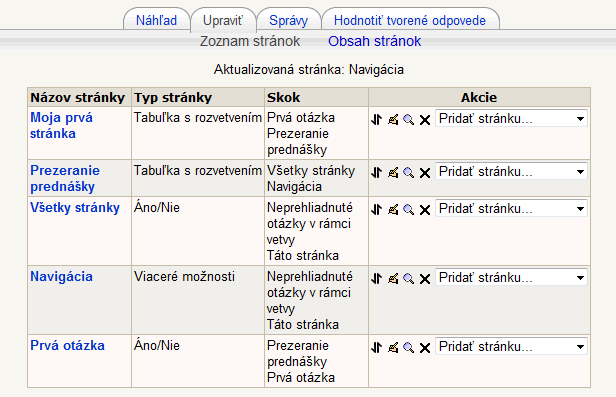 Náhľad Upraviť Správy Hodnotiť tvorené odpovede
Zoznam stránok Obsah stránok
Aktualizovaná stránka: Navigácia
Názov stránky Typ stránky Skok Akcie
Moja prvá stránka Tabuľka s rozvetvením Prvá otázka Pridať stránku...
Prezeranie
prednášky
Prezeranie prednášky Tabuľka s rozvetvením Všetky stránky Pridať stránku...
Navigácia
Všetky stránky Áno/Nie Neprehliadnuté Pridať stránku...
otázky v rámci
vetvy
Táto stránka
Navigácia Viaceré možnosti Neprehliadnuté Pridať stránku...
otázky v rámci
vetvy
Táto stránka
Prvá otázka Áno/Nie Prezeranie Pridať stránku...
prednášky
Prvá otázka